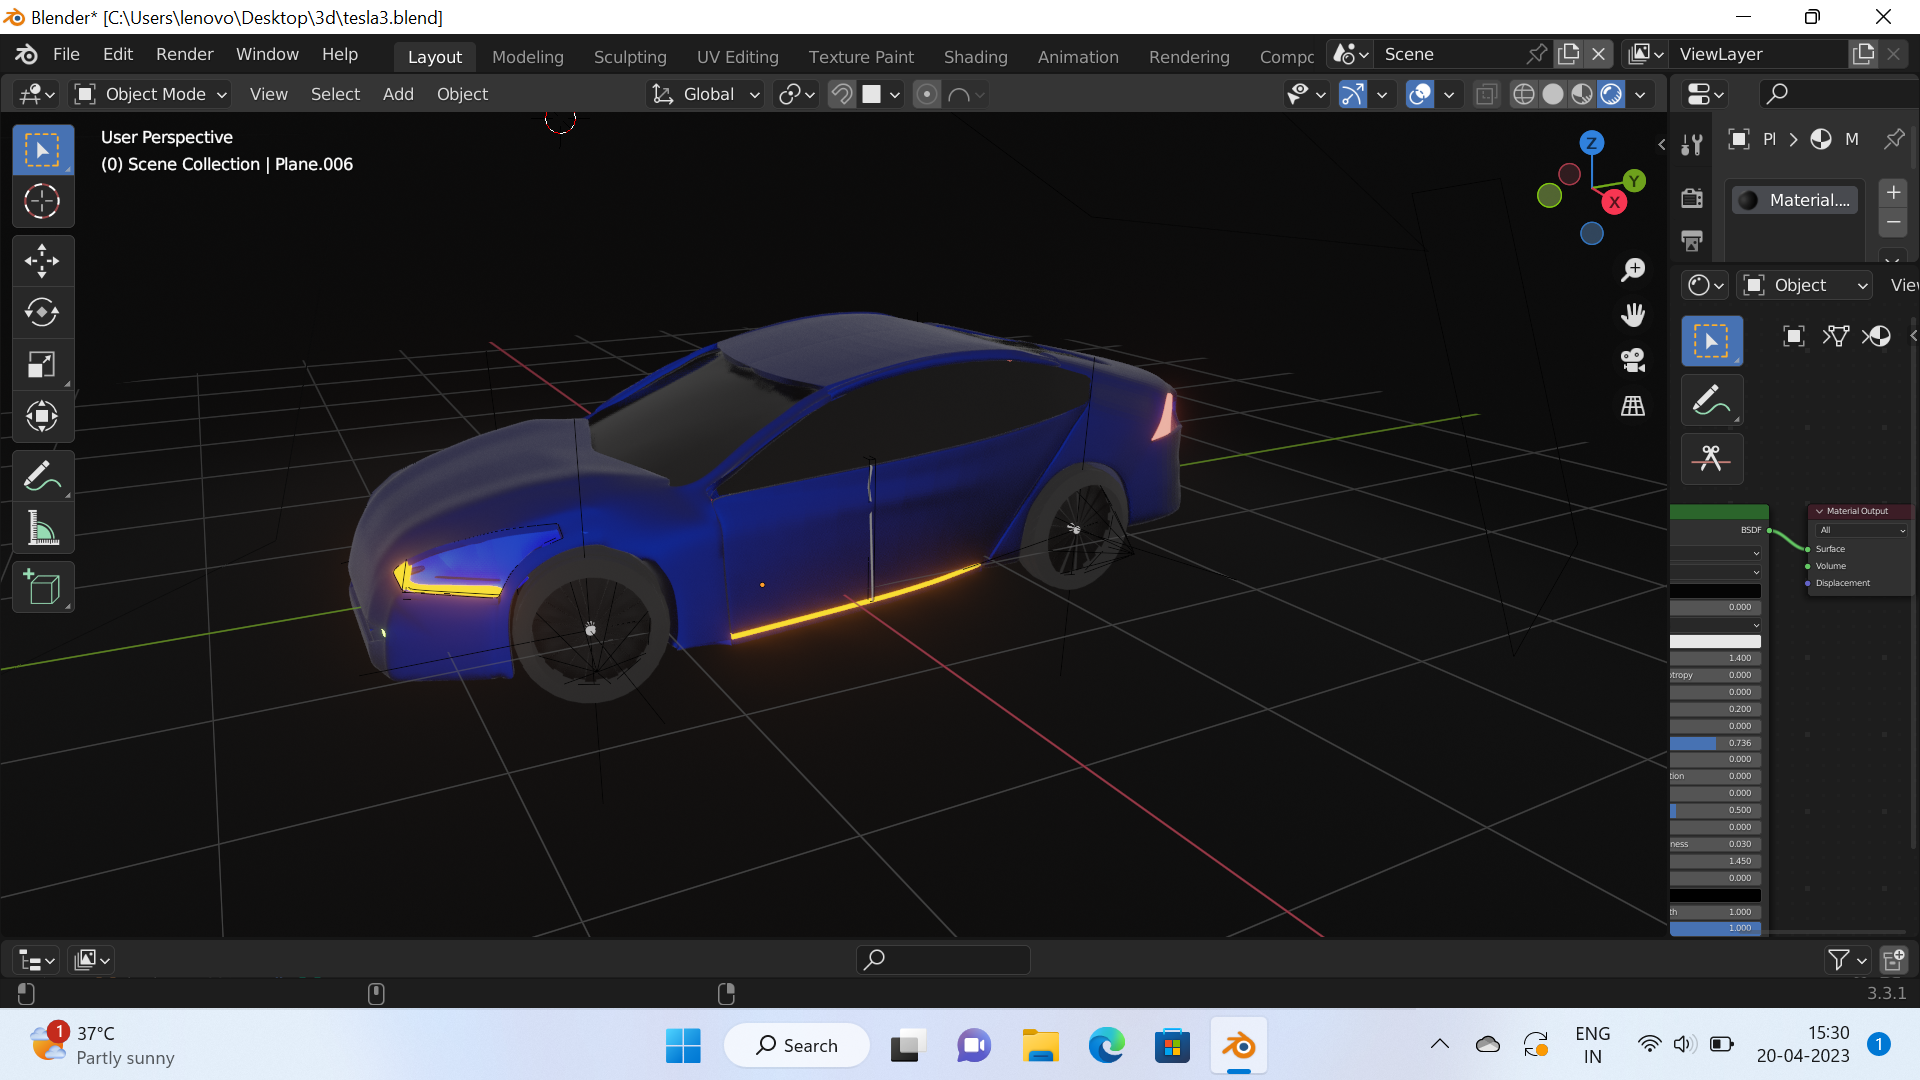 Blender* [C:\Users\lenovo\Desktop\3d\tesla3.blend]
File Edit Render Window Help Layout Modeling Sculpting UV Editing Texture Paint Shading Animation Rendering Compc Scene ViewLayer
Object Mode View Select Add Object Global
User Perspective
(0) Scene Collection | Plane.006
Z
Y
X
Pl > M
Material....
Object Vie
Material Output
BSDF
All
Surface
Volume
Displacement
0.000
1.400
otropy 0.000
0.000
0.200
0.000
0.736
0.000
tion 0.000
0.000
0.500
0.000
ness 0.030
1.450
0.000
th 1.000
1.000
3.3.1
1
37°C
Partly sunny
Search
ENG
IN
15:30
20-04-2023
1